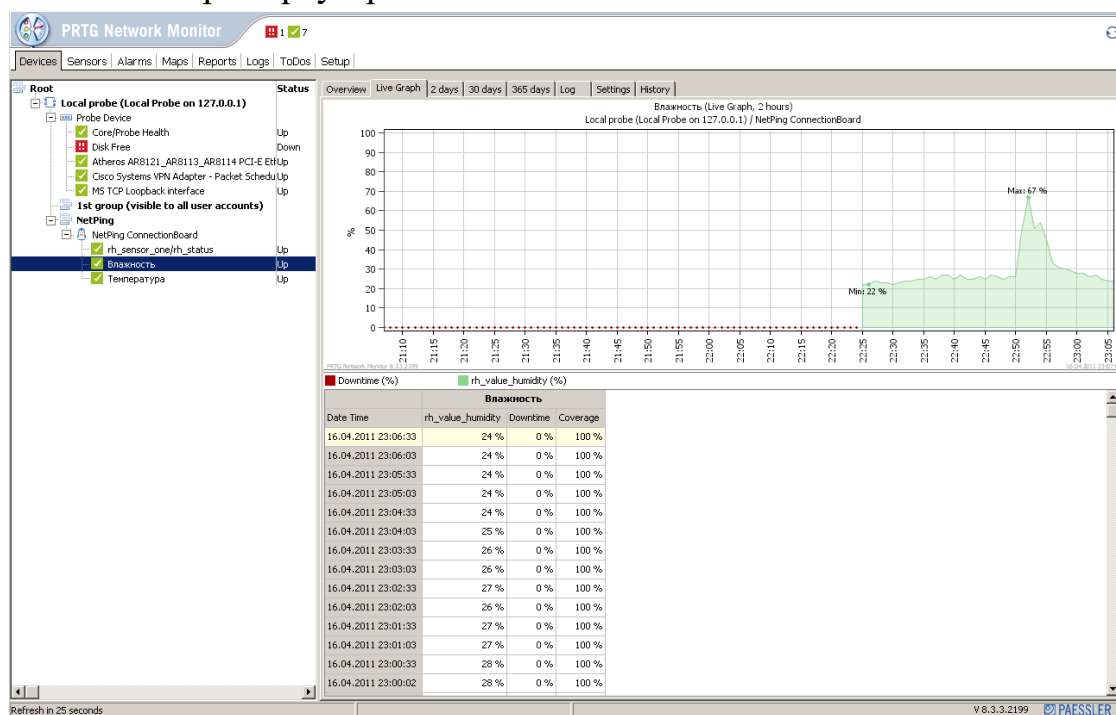 PRTG Network Monitor
1 7
Devices Sensors Alarms Maps Reports Logs ToDos Setup
Root Status
Local probe (Local Probe on 127.0.0.1)
Probe Device
Core/Probe Health Up
Disk Free Down
Atheros AR8121_AR8113_AR8114 PCI-E Et Up
Cisco Systems VPN Adapter - Packet Schedu Up
MS TCP Loopback interface Up
1st group (visible to all user accounts)
NetPing
NetPing ConnectionBoard
rh_sensor_one/rh_status Up
Влажность Up
Температура Up
Overview Live Graph 2 days 30 days 365 days Log Settings History
Влажность (Live Graph, 2 hours)
Local probe (Local Probe on 127.0.0.1) / NetPing ConnectionBoard
100
90
80
70
60
50
40
30
20
10
0
%
Max: 67 %
Min: 22 %
21:10 21:15 21:20 21:25 21:30 21:35 21:40 21:45 21:50 21:55 22:00 22:05 22:10 22:15 22:20 22:25 22:30 22:35 22:40 22:45 22:50 22:55 23:00 23:05
PRTG Network Monitor 8.3.3.2199
16.04.2011
Downtime (%) rh_value_humidity (%)
Влажность
Date Time rh_value_humidity Downtime Coverage
16.04.2011 23:06:33 24 % 0 % 100 %
16.04.2011 23:06:03 24 % 0 % 100 %
16.04.2011 23:05:33 24 % 0 % 100 %
16.04.2011 23:05:03 24 % 0 % 100 %
16.04.2011 23:04:33 24 % 0 % 100 %
16.04.2011 23:04:03 25 % 0 % 100 %
16.04.2011 23:03:33 26 % 0 % 100 %
16.04.2011 23:03:03 26 % 0 % 100 %
16.04.2011 23:02:33 27 % 0 % 100 %
16.04.2011 23:02:03 26 % 0 % 100 %
16.04.2011 23:01:33 27 % 0 % 100 %
16.04.2011 23:01:03 27 % 0 % 100 %
16.04.2011 23:00:33 28 % 0 % 100 %
16.04.2011 23:00:02 28 % 0 % 100 %
Refresh in 25 seconds
V 8.3.3.2199 PAESSLER